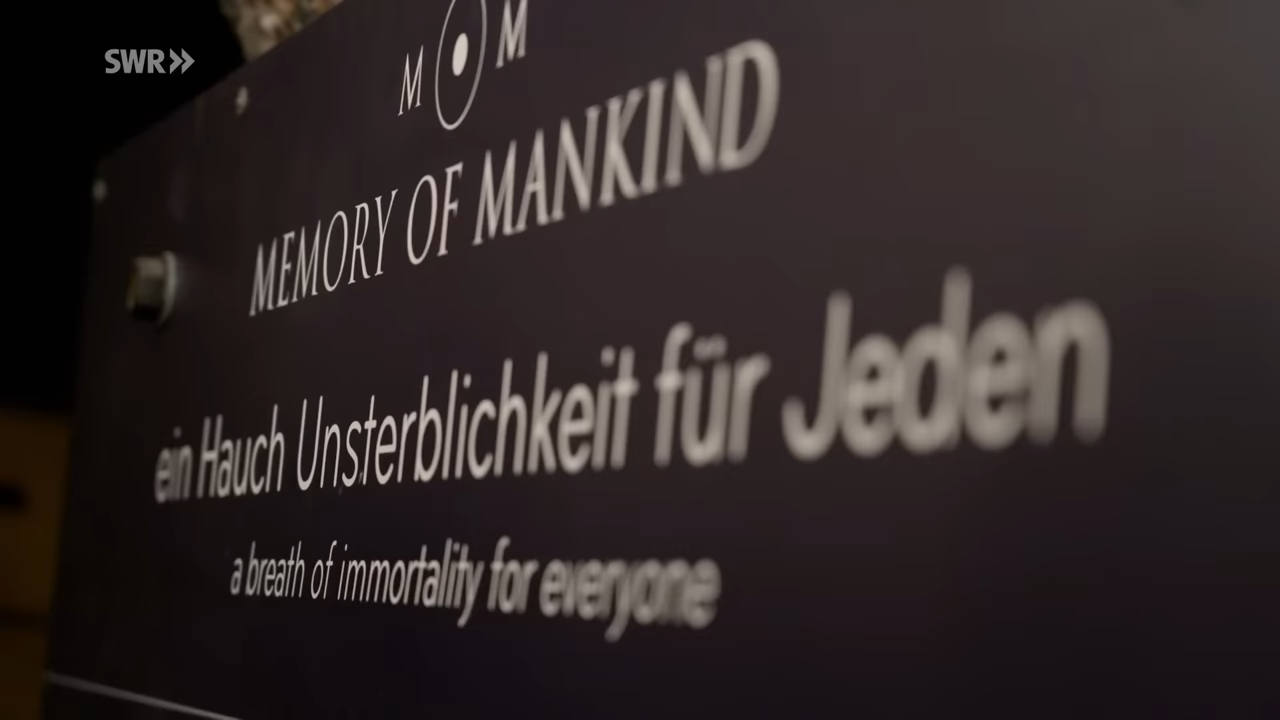 SWR
M M
MEMORY OF MANKIND
ein Hauch Unsterblichkeit für Jeden
a breath of immortality for everyone